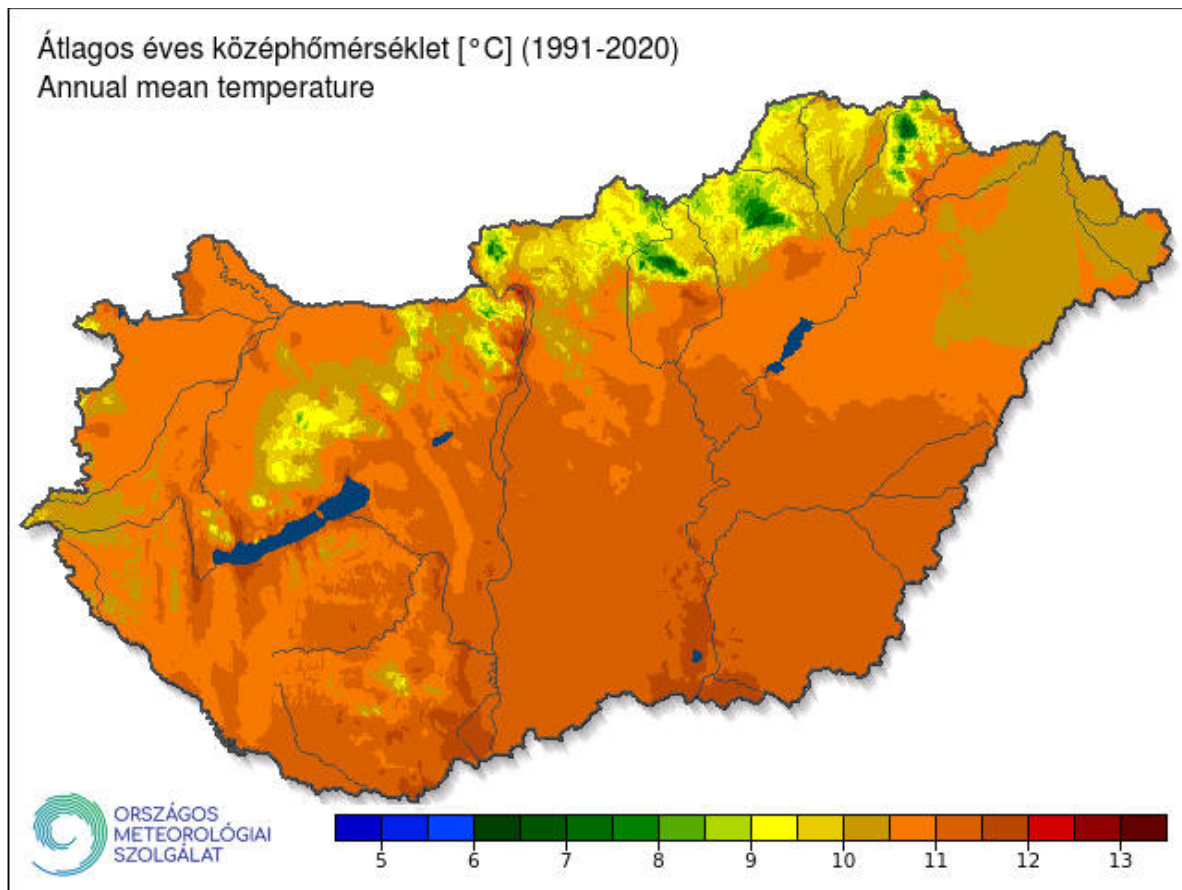 Átlagos éves középhőmérséklet [°C] (1991-2020)
Annual mean temperature
ORSZÁGOS
METEOROLÓGIAI
SZOLGÁLAT
5 6 7 8 9 10 11 12 13